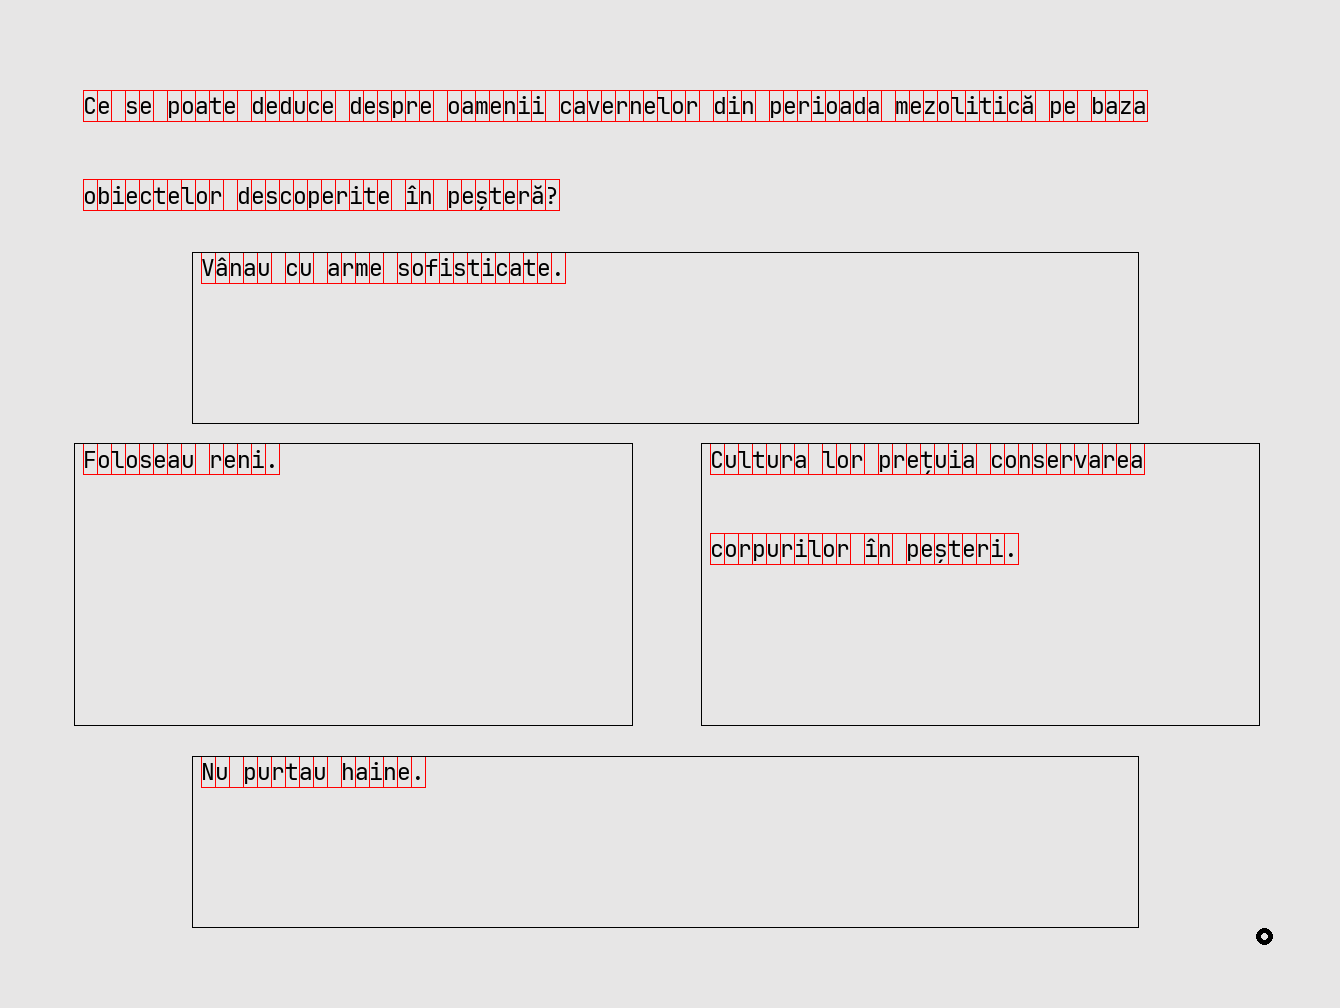 Ce se poate deduce despre oamenii cavernelor din perioada mezolitică pe baza
obiectelor descoperite în peșteră?
Vânau cu arme sofisticate.
Foloseau reni.
Cultura lor prețuia conservarea
corpurilor în peșteri.
Nu purtau haine.